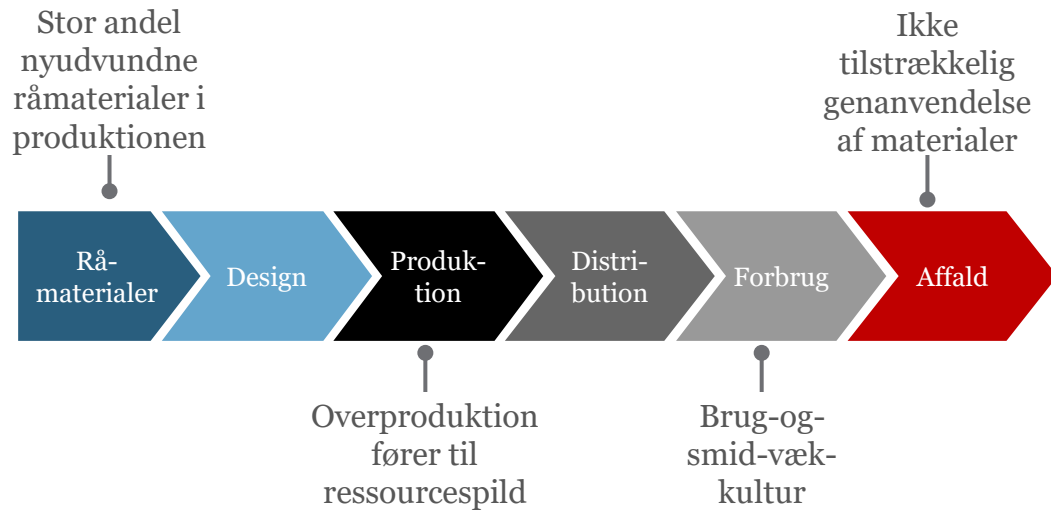 Stor andel
nyudvundne
råmaterialer i
produktionen
Ikke
tilstrækkelig
genanvendelse
af materialer
Rå-
materialer
Design
Produk-
tion
Distri-
bution
Forbrug
Affald
Overproduktion
fører til
ressourcespild
Brug-og-
smid-væk-
kultur